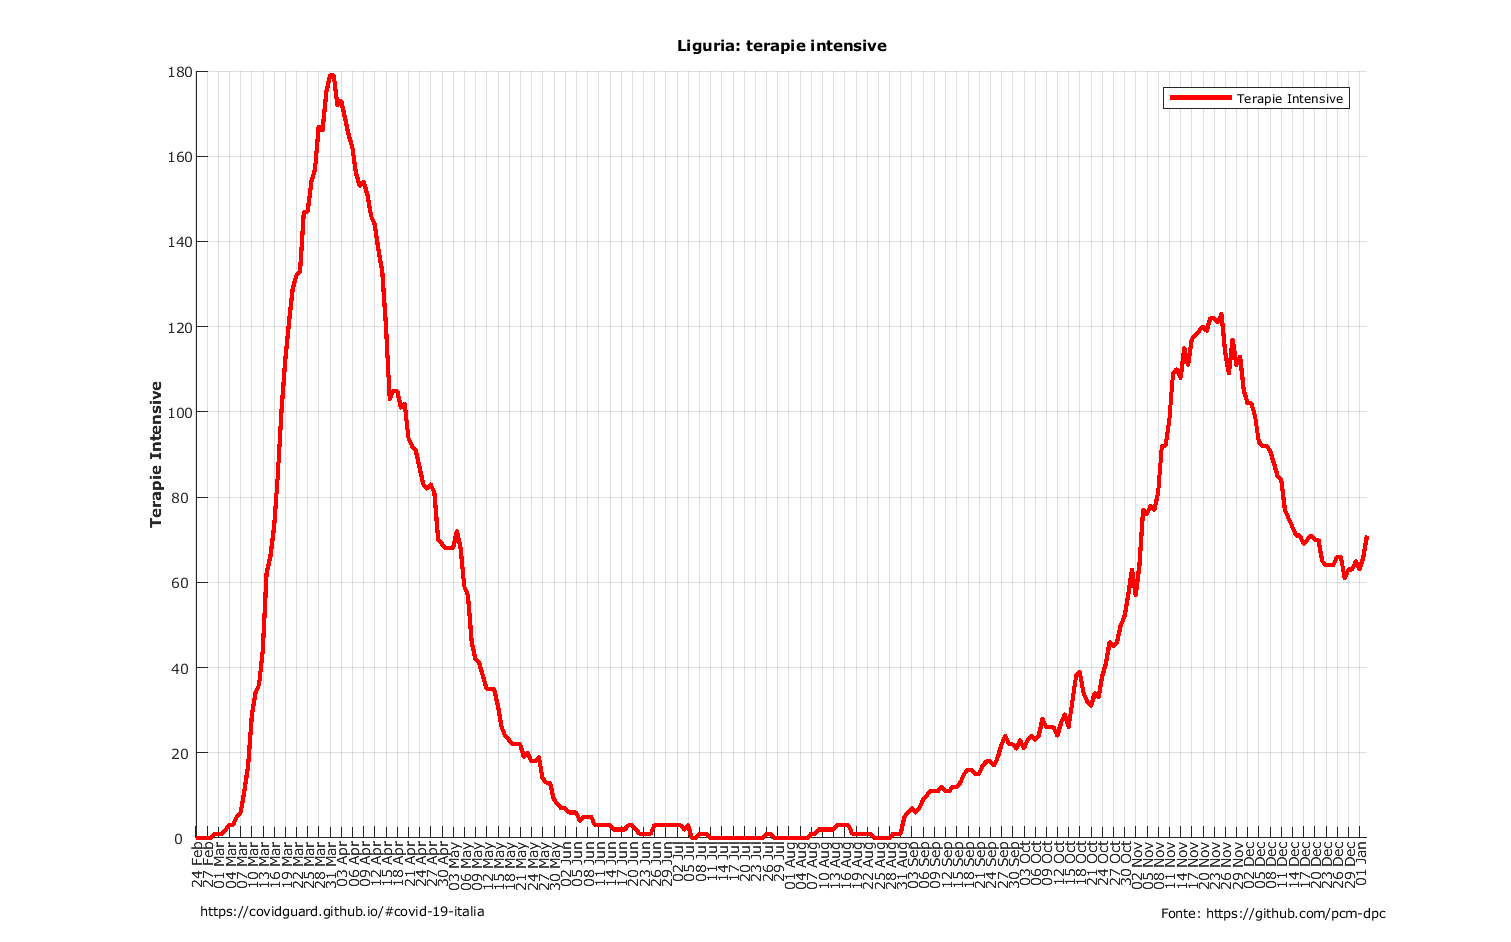 Liguria: terapie intensive
Terapie Intensive
Terapie Intensive
180
160
140
120
100
80
60
40
20
0
24 Feb
27 Feb
01 Mar
04 Mar
07 Mar
10 Mar
13 Mar
16 Mar
19 Mar
22 Mar
25 Mar
28 Mar
31 Mar
03 Apr
06 Apr
09 Apr
12 Apr
15 Apr
18 Apr
21 Apr
24 Apr
27 Apr
30 Apr
03 May
06 May
09 May
12 May
15 May
18 May
21 May
24 May
27 May
30 May
02 Jun
05 Jun
08 Jun
11 Jun
14 Jun
17 Jun
20 Jun
23 Jun
26 Jun
29 Jun
02 Jul
05 Jul
08 Jul
11 Jul
14 Jul
17 Jul
20 Jul
23 Jul
26 Jul
29 Jul
01 Aug
04 Aug
07 Aug
10 Aug
13 Aug
16 Aug
19 Aug
22 Aug
25 Aug
28 Aug
31 Aug
03 Sep
06 Sep
09 Sep
12 Sep
15 Sep
18 Sep
21 Sep
24 Sep
27 Sep
30 Sep
03 Oct
06 Oct
09 Oct
12 Oct
15 Oct
18 Oct
21 Oct
24 Oct
27 Oct
30 Oct
02 Nov
05 Nov
08 Nov
11 Nov
14 Nov
17 Nov
20 Nov
23 Nov
26 Nov
29 Nov
02 Dec
05 Dec
08 Dec
11 Dec
14 Dec
17 Dec
20 Dec
23 Dec
26 Dec
29 Dec
01 Jan
https://covidguard.github.io/#covid-19-italia
Fonte: https://github.com/pcm-dpc